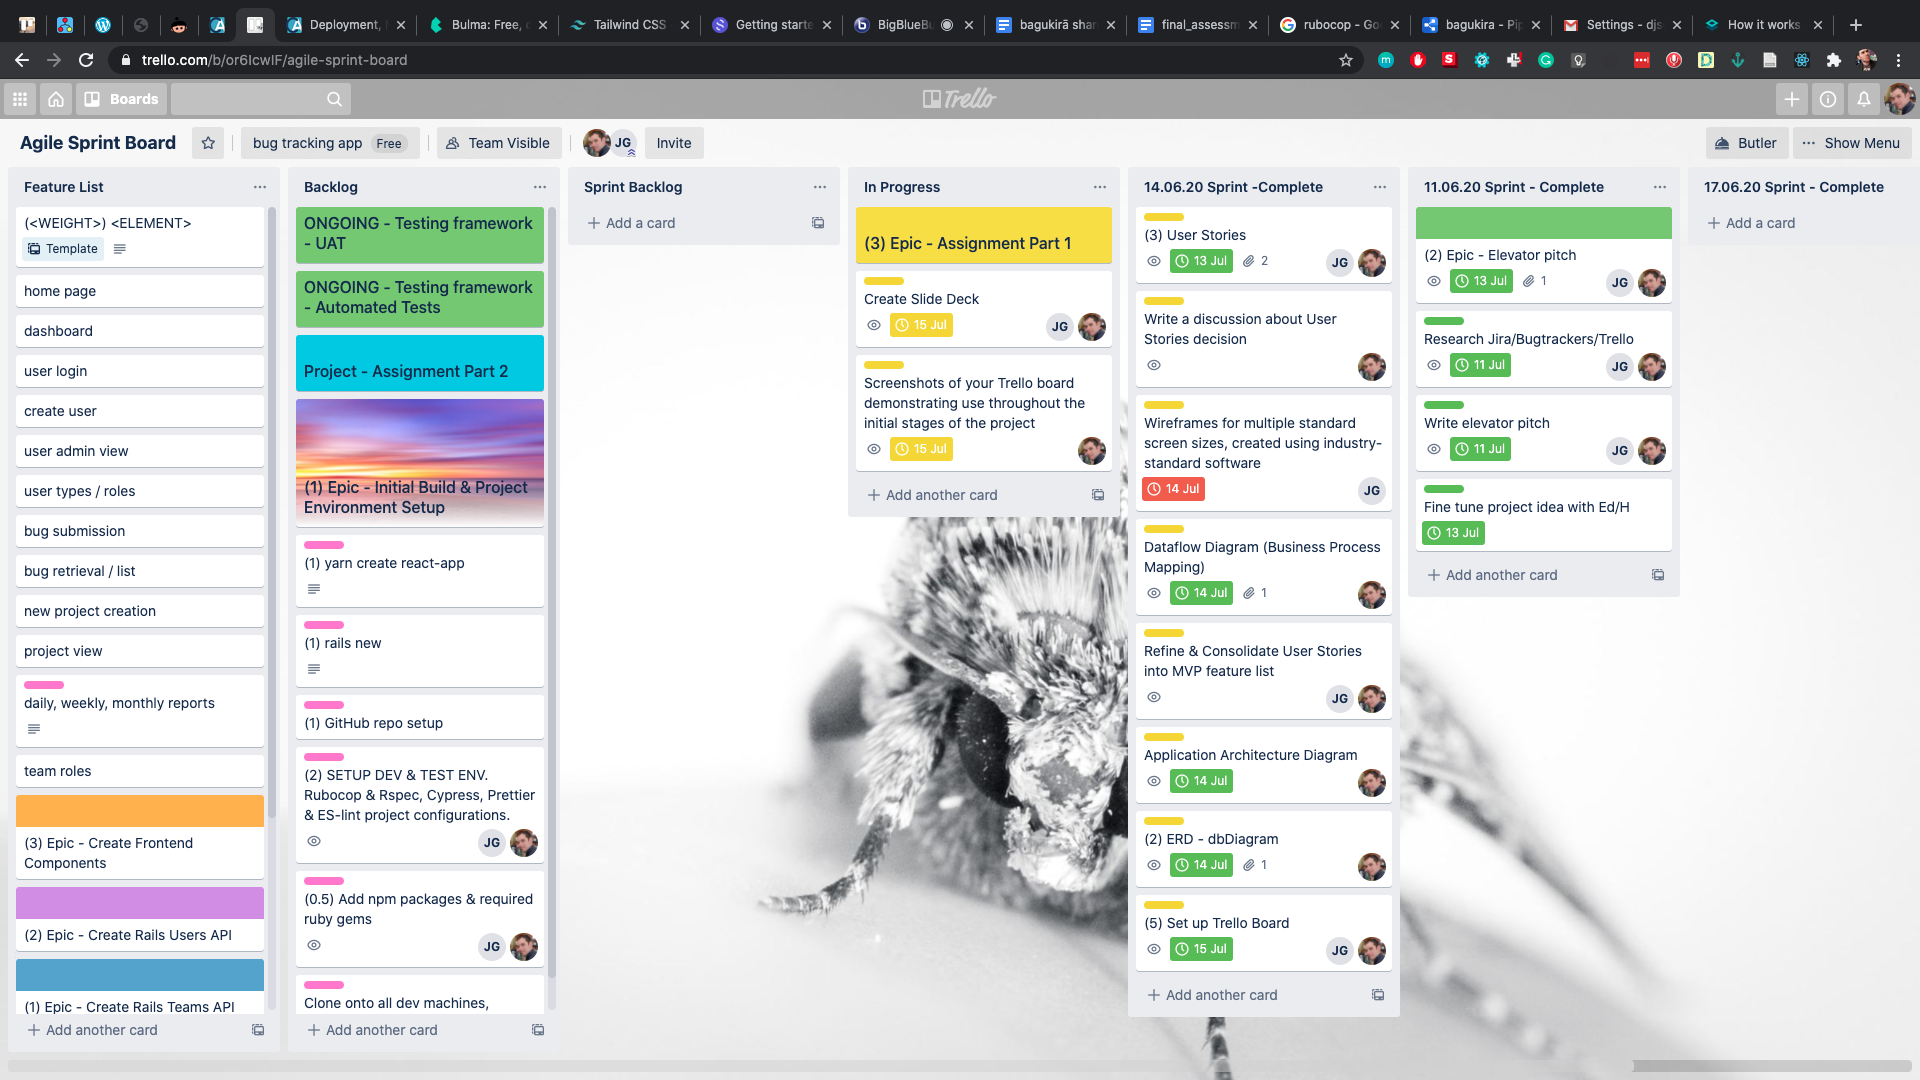 Deployment,
Bulma: Free,
Tailwind CSS
Getting starte
BigBlueBu
bagukirā shar
final_assessm
rubocop - Go
bagukira - Pip
Settings - djs
How it works
trello.com/b/or6IcwIF/agile-sprint-board
Boards
Trello
Agile Sprint Board
bug tracking app Free
Team Visible
JG
Invite
Butler
Show Menu
Feature List
(<WEIGHT>) <ELEMENT>
Template
home page
dashboard
user login
create user
user admin view
user types / roles
bug submission
bug retrieval / list
new project creation
project view
daily, weekly, monthly reports
team roles
(3) Epic - Create Frontend
Components
(2) Epic - Create Rails Users API
(1) Epic - Create Rails Teams API
+ Add another card
Backlog
ONGOING - Testing framework
- UAT
ONGOING - Testing framework
- Automated Tests
Project - Assignment Part 2
(1) Epic - Initial Build & Project
Environment Setup
(1) yarn create react-app
(1) rails new
(1) GitHub repo setup
(2) SETUP DEV & TEST ENV.
Rubocop & Rspec, Cypress, Prettier
& ES-lint project configurations.
JG
(0.5) Add npm packages & required
ruby gems
JG
Clone onto all dev machines,
+ Add another card
Sprint Backlog
+ Add a card
In Progress
(3) Epic - Assignment Part 1
Create Slide Deck
15 Jul
JG
Screenshots of your Trello board
demonstrating use throughout the
initial stages of the project
15 Jul
+ Add another card
14.06.20 Sprint -Complete
(3) User Stories
13 Jul 2
JG
Write a discussion about User
Stories decision
Wireframes for multiple standard
screen sizes, created using industry-
standard software
14 Jul
JG
Dataflow Diagram (Business Process
Mapping)
14 Jul 1
Refine & Consolidate User Stories
into MVP feature list
JG
Application Architecture Diagram
14 Jul
(2) ERD - dbDiagram
14 Jul 1
(5) Set up Trello Board
15 Jul
JG
+ Add another card
11.06.20 Sprint - Complete
(2) Epic - Elevator pitch
13 Jul 1
JG
Research Jira/Bugtrackers/Trello
11 Jul
JG
Write elevator pitch
11 Jul
JG
Fine tune project idea with Ed/H
13 Jul
+ Add another card
17.06.20 Sprint - Complete
+ Add a card